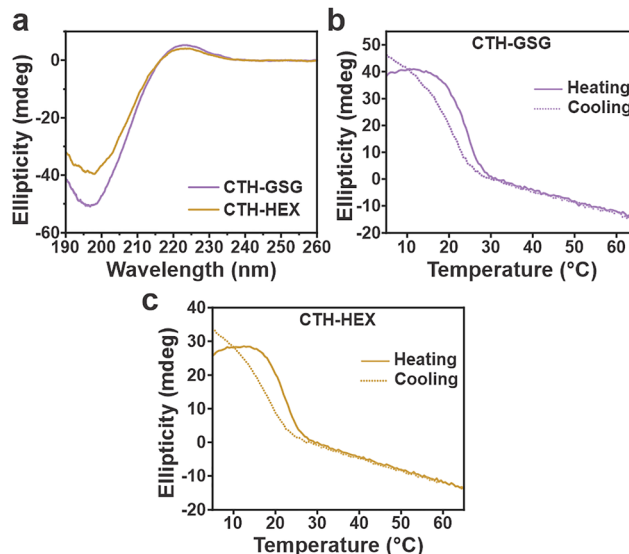 a
Ellipticity (mdeg)
0
-20
-40
-60
190 200 210 220 230 240 250 260
Wavelength (nm)
CTH-GSG
CTH-HEX
b
CTH-GSG
Ellipticity (mdeg)
50
40
30
20
10
0
-10
-20
10 20 30 40 50 60
Temperature (°C)
Heating
Cooling
c
CTH-HEX
Ellipticity (mdeg)
40
30
20
10
0
-10
-20
10 20 30 40 50 60
Temperature (°C)
Heating
Cooling